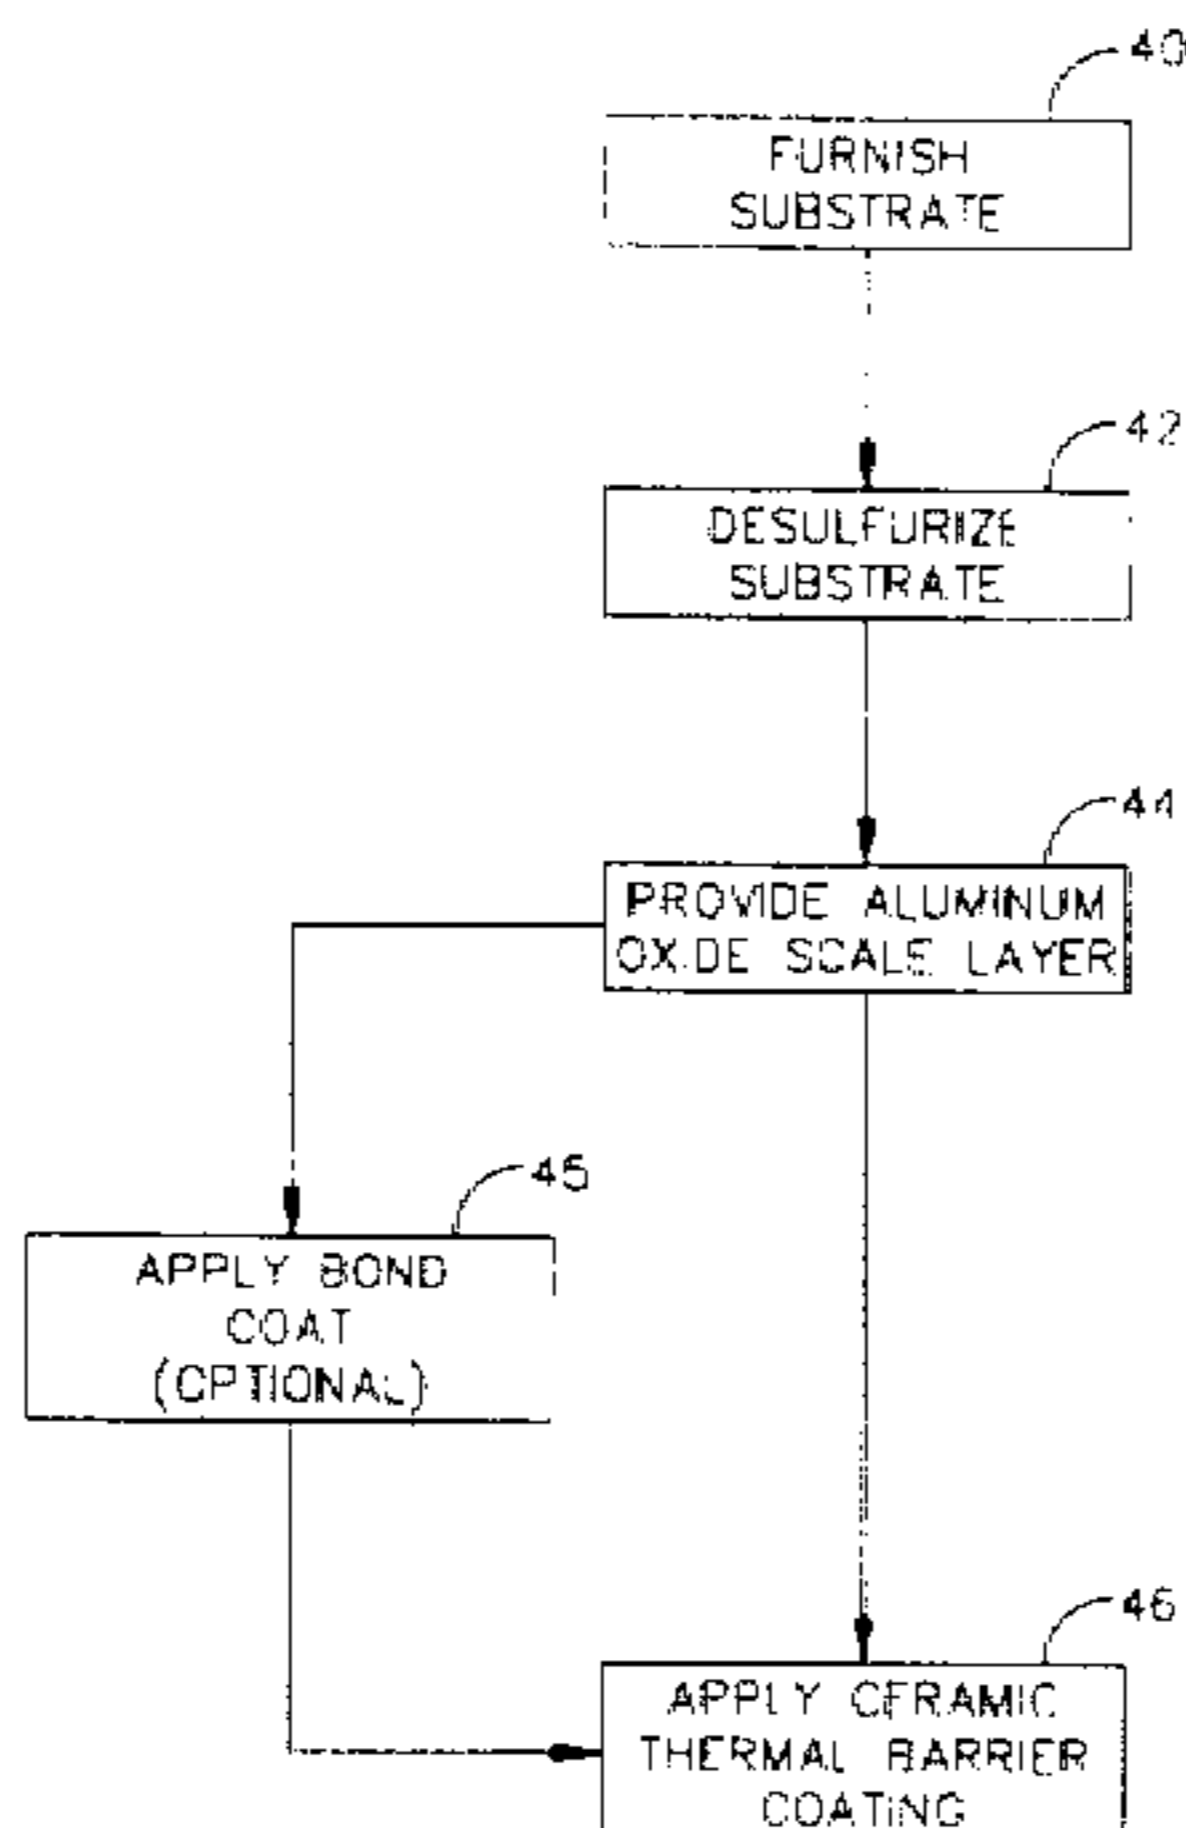 40
FURNISH
SUBSTRATE
42
DESULFURIZE
SUBSTRATE
44
PROVIDE ALUMINUM
OXIDE SCALE LAYER
45
APPLY BOND
COAT
(OPTIONAL)
46
APPLY CERAMIC
THERMAL BARRIER
COATING